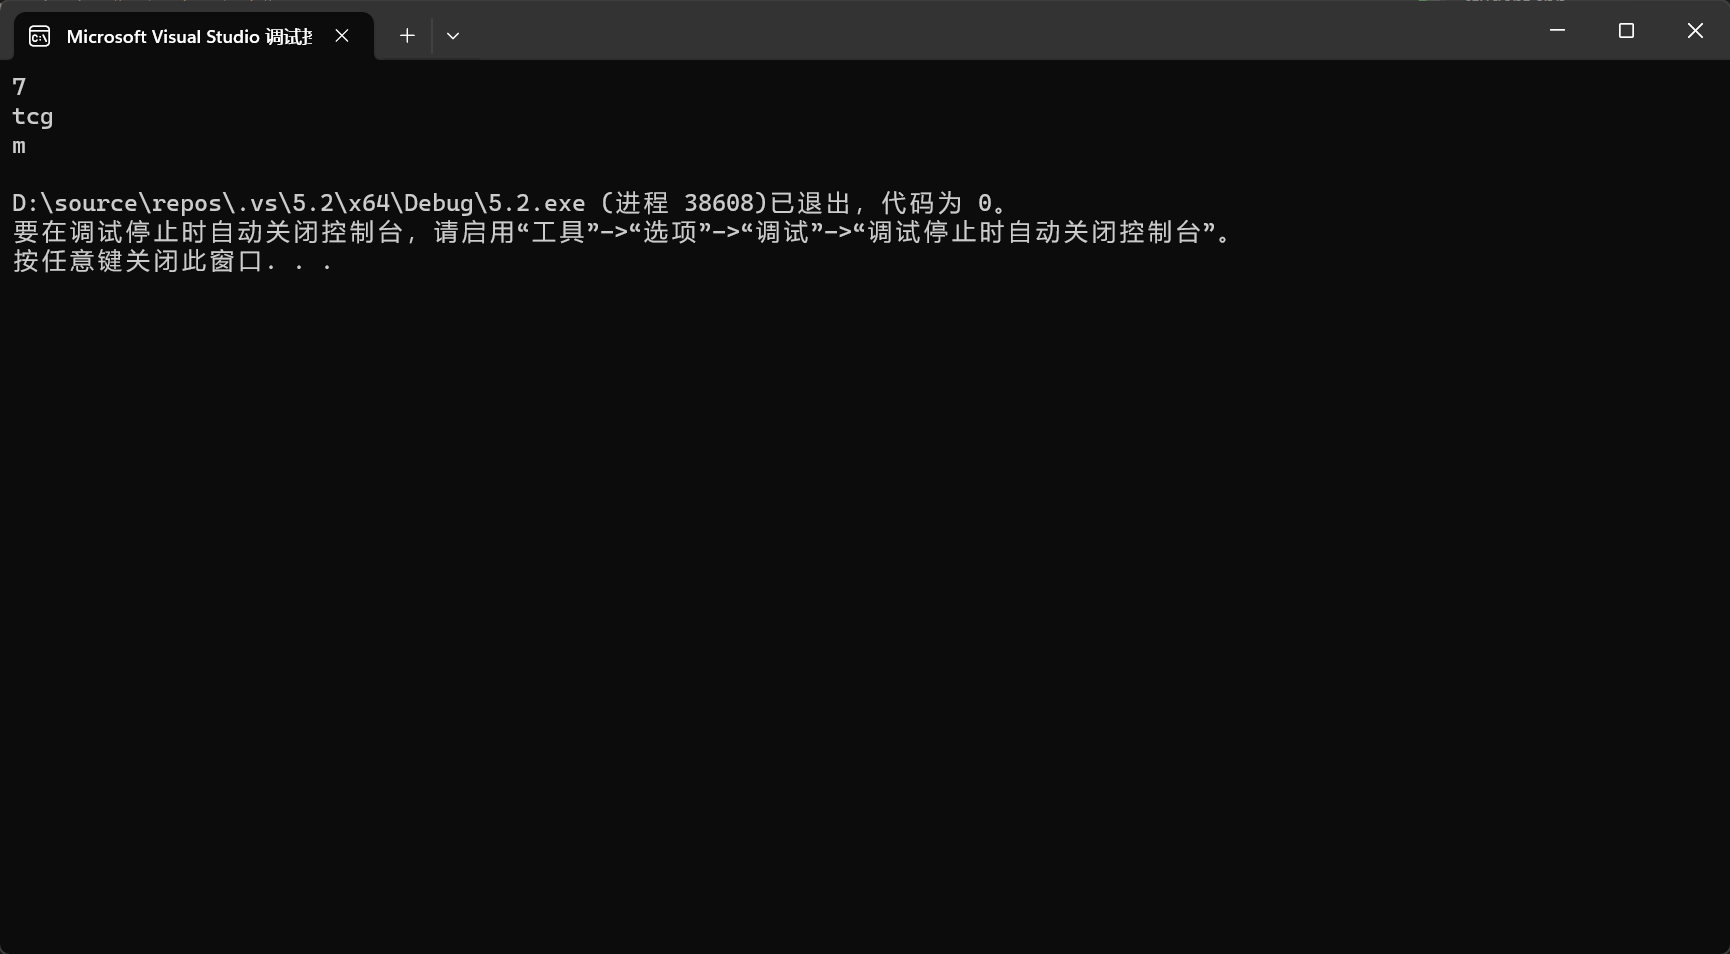 Microsoft Visual Studio 调试
7
tcg
m
D:\source\repos\.vs\5.2\x64\Debug\5.2.exe (进程 38608)已退出，代码为 0。
要在调试停止时自动关闭控制台，请启用“工具”->“选项”->“调试”->“调试停止时自动关闭控制台”。
按任意键关闭此窗口. . .